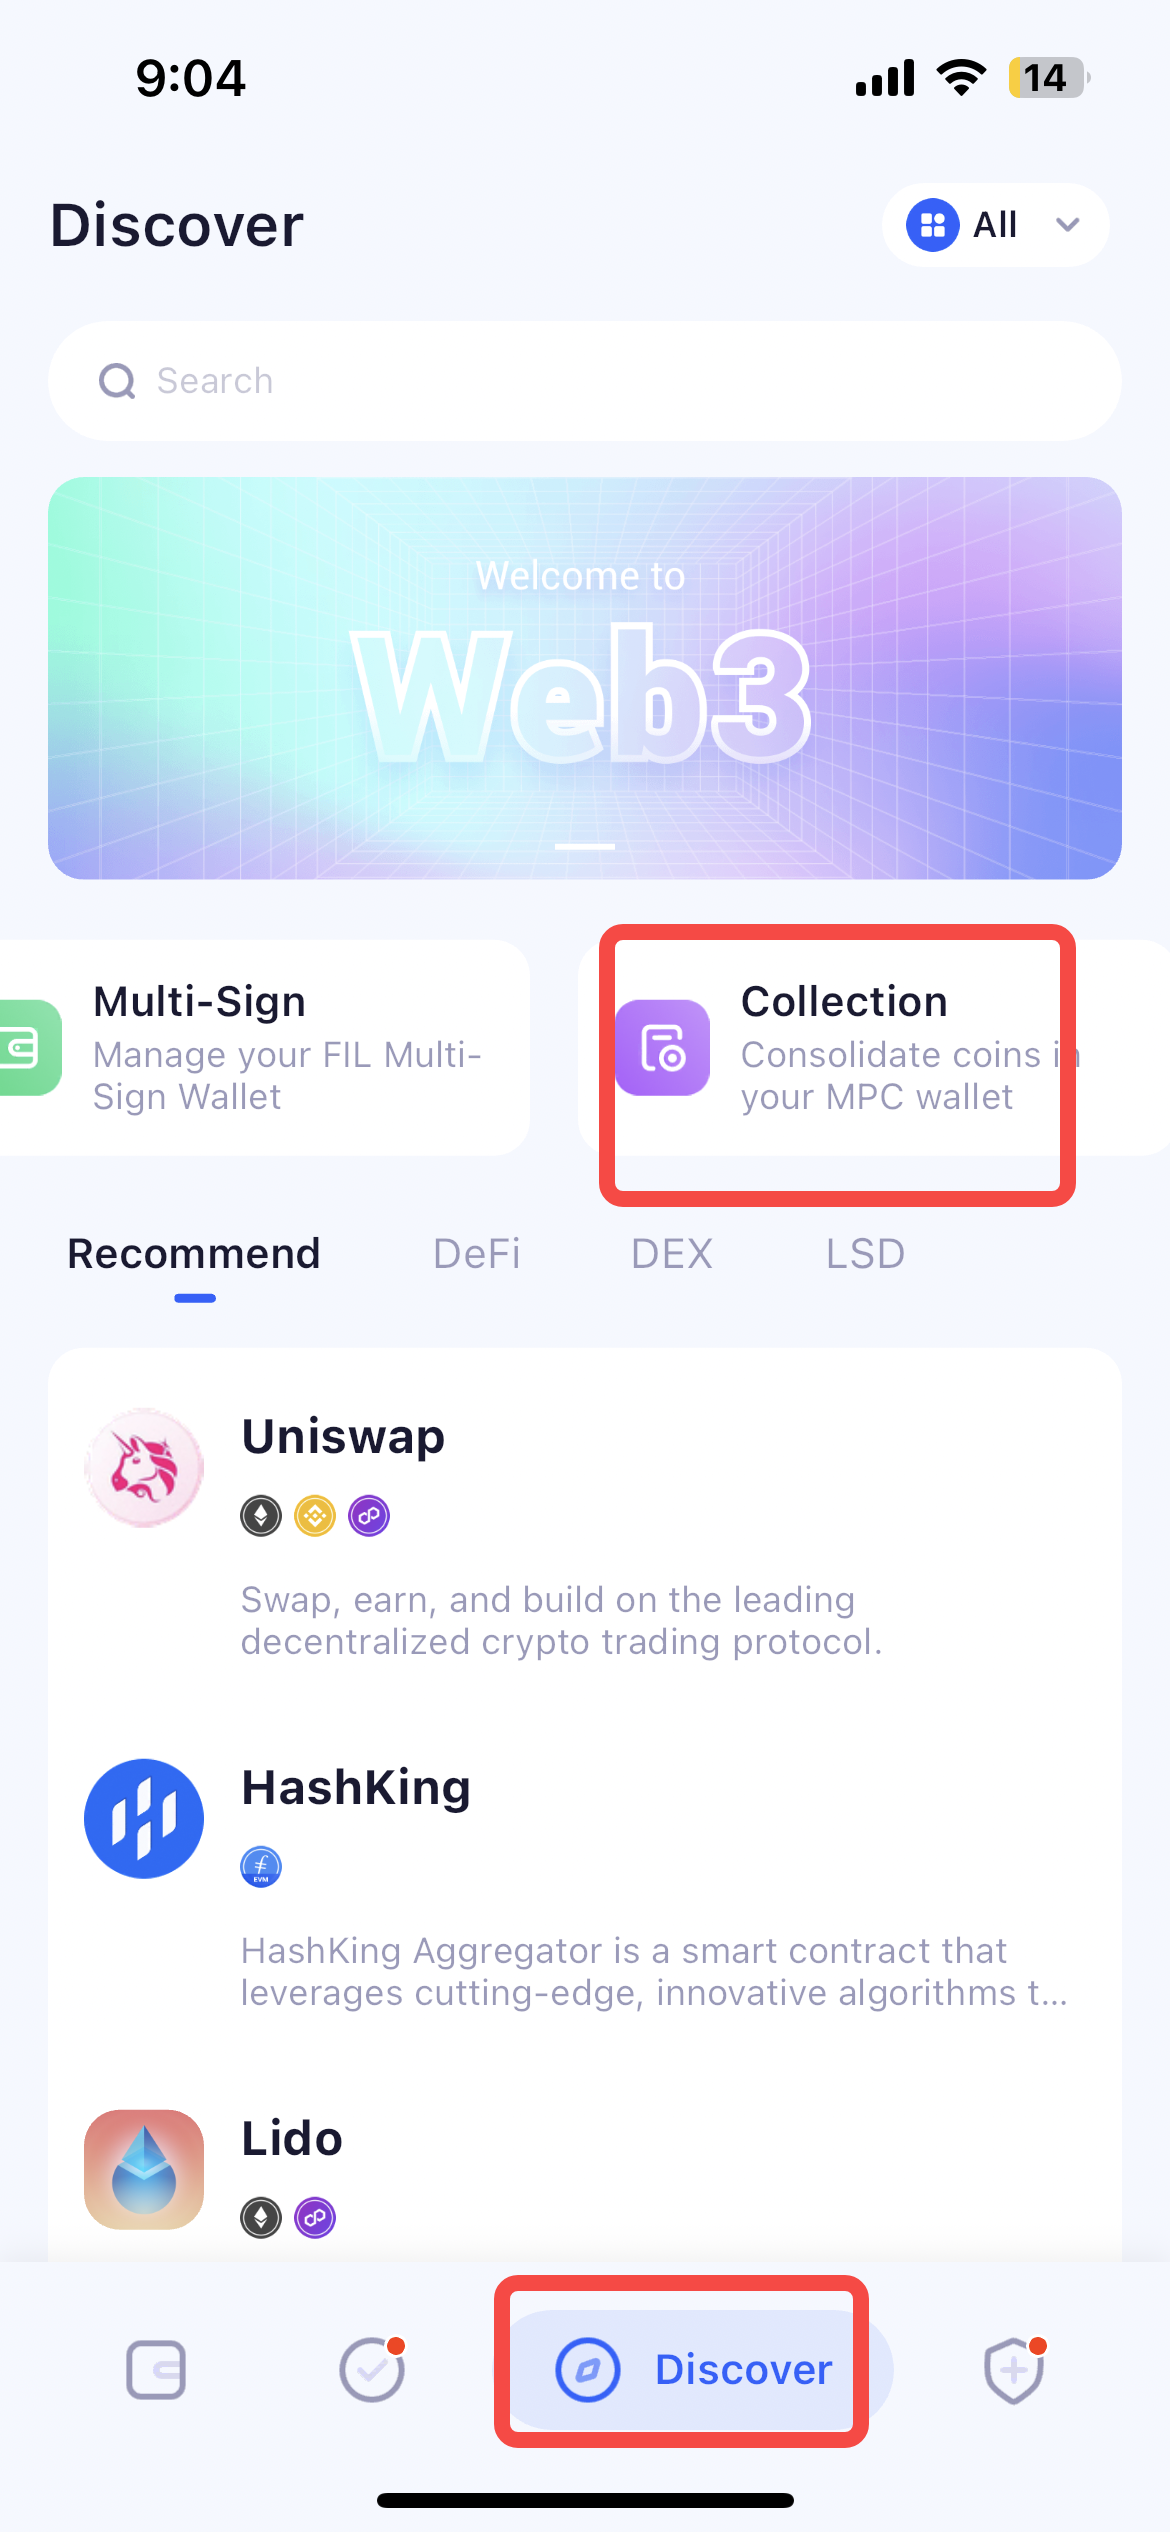 9:04
14
Discover
All
Search
Welcome to
Web3
Multi-Sign
Manage your FIL Multi-
Sign Wallet
Collection
Consolidate coins in
your MPC wallet
Recommend
DeFi
DEX
LSD
Uniswap
Swap, earn, and build on the leading
decentralized crypto trading protocol.
HashKing
EVM
HashKing Aggregator is a smart contract that
leverages cutting-edge, innovative algorithms t...
Lido
Discover